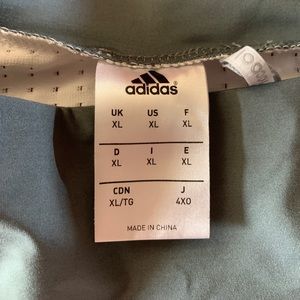 adidas
UK US F
XL XL XL
D I E
XL XL XL
CDN J
XL/TG 4XO
MADE IN CHINA